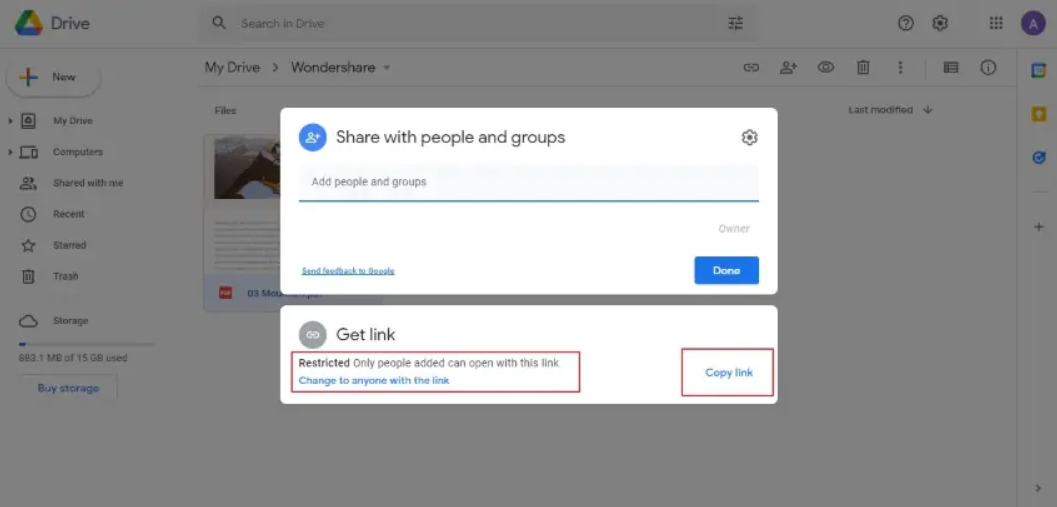 Drive
Search in Drive
A
New
My Drive > Wondershare
Files
Last modified
My Drive
Computers
Shared with me
Recent
Starred
Trash
Storage
883.1 MB of 15 GB used
Buy storage
PDF
03
Share with people and groups
Add people and groups
Owner
Send feedback to Google
Done
Get link
Restricted Only people added can open with this link
Change to anyone with the link
Copy link